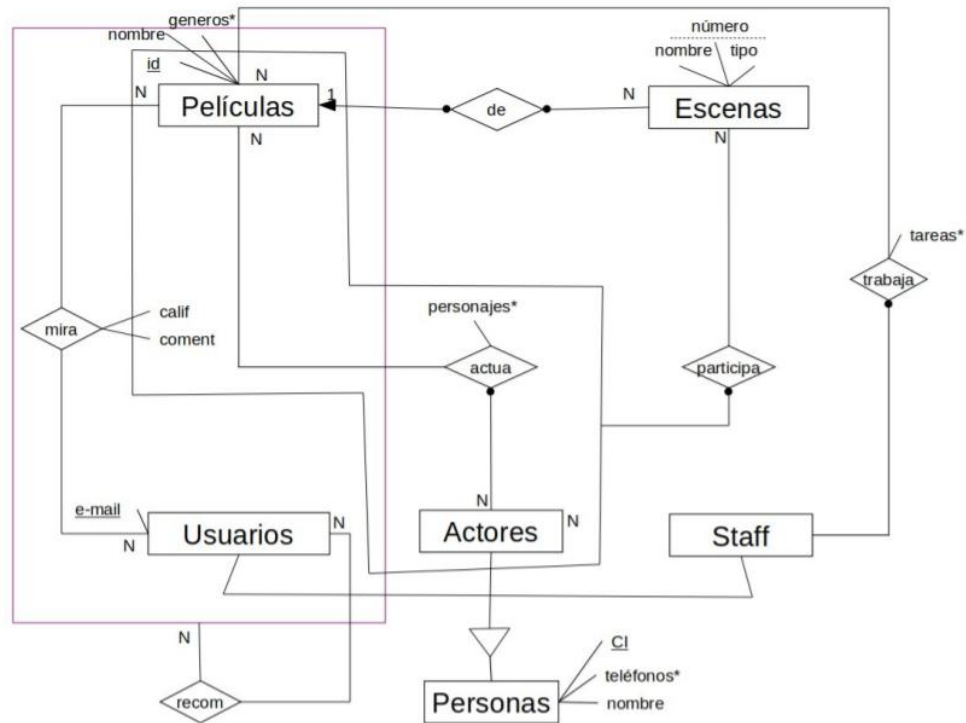 generos*
nombre
id
N
N
Películas
1
N
de
N
número
nombre
tipo
Escenas
N
tareas*
trabaja
mira
calif
coment
personajes*
actua
participa
e-mail
N
Usuarios
N
N
Actores
N
Staff
N
recom
CI
teléfonos*
nombre
Personas